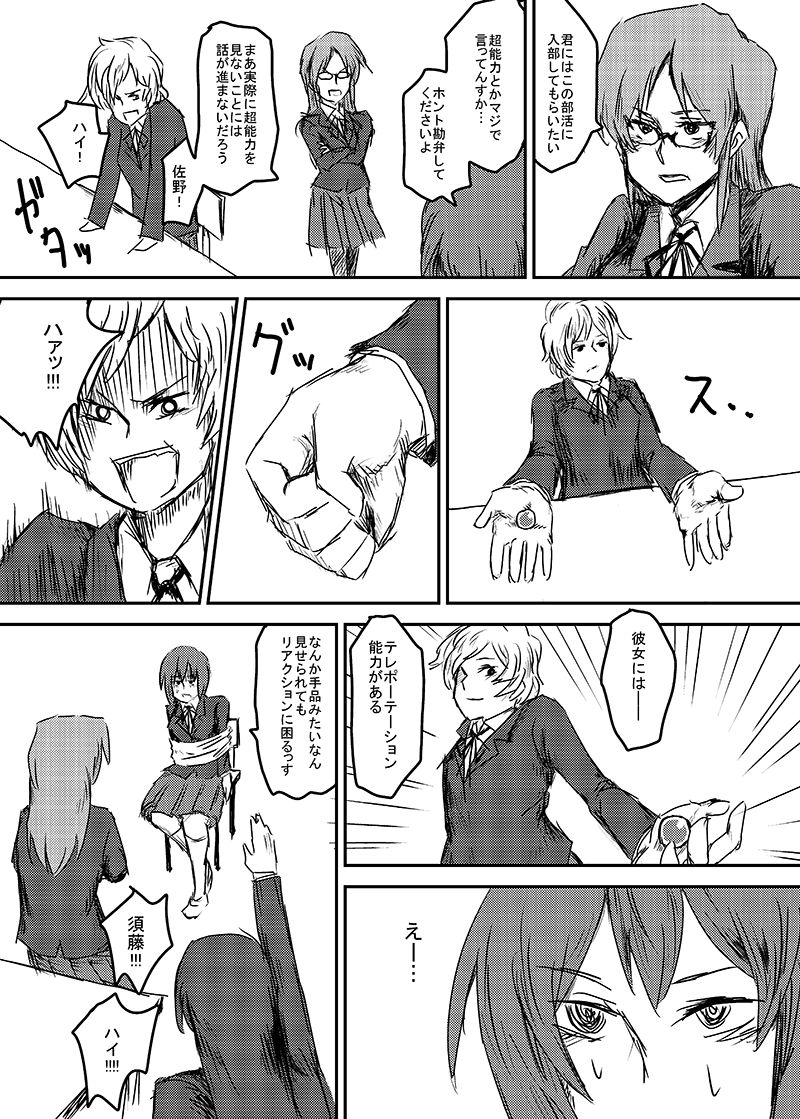 君にはこの部活に
入部してもらいたい
超能力とかマジで
言ってんすか…
ホント勘弁して
くださいよ
まあ実際に超能力を
見ないことには
話が進まないだろう
佐野！
ハイ！
ガタッ
ス、、
グッ
ハァッ!!!
彼女には──
テレポーテーション
能力がある
えー…
なんか手品みたいなん
見せられても
リアクションに困るっす
須藤!!!
ハイ!!!!